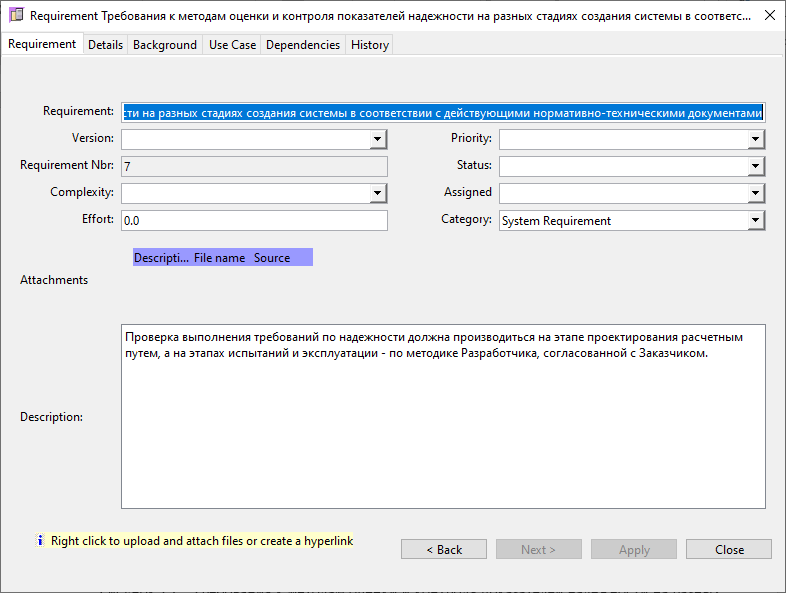 Requirement Требования к методам оценки и контроля показателей надежности на разных стадиях создания системы в соответс...
Requirement Details Background Use Case Dependencies History
Requirement: сти на разных стадиях создания системы в соответствии с действующими нормативно-техническими документами
Version: Priority:
Requirement Nbr: 7 Status:
Complexity: Assigned
Effort: 0.0 Category: System Requirement
Descripti... File name Source
Attachments
Проверка выполнения требований по надежности должна производиться на этапе проектирования расчетным
путем, а на этапах испытаний и эксплуатации - по методике Разработчика, согласованной с Заказчиком.
Description:
i Right click to upload and attach files or create a hyperlink
< Back Next > Apply Close